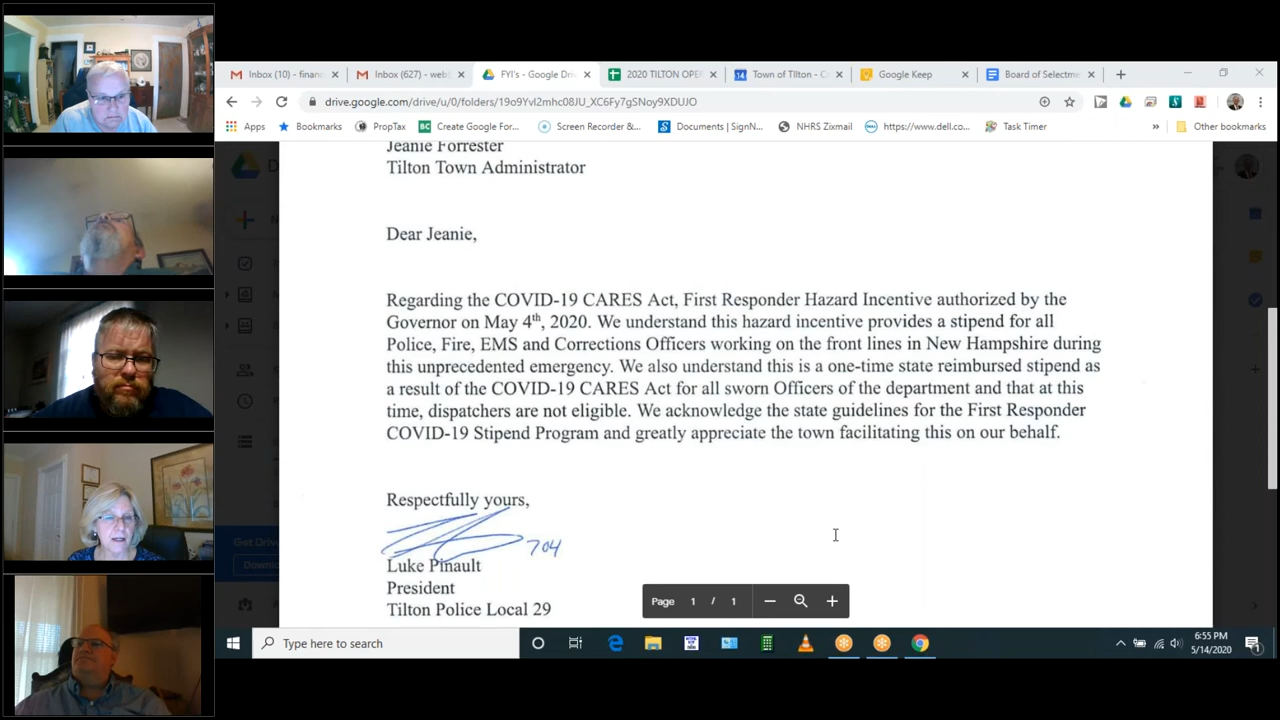 Inbox (10) - financ
Inbox (627) - webs
FYI's - Google Driv
2020 TILTON OPER
Town of Tilton - C
Google Keep
Board of Selectme
drive.google.com/drive/u/0/folders/19o9YvI2mhc08JU_XC6Fy7gSNoy9XDUJO
Apps
Bookmarks
PropTax
Create Google For...
Screen Recorder &...
Documents | SignN...
NHRS Zixmail
https://www.dell.co...
Task Timer
Other bookmarks
Jeanie Forrester
Tilton Town Administrator
Dear Jeanie,
Regarding the COVID-19 CARES Act, First Responder Hazard Incentive authorized by the
Governor on May 4th, 2020. We understand this hazard incentive provides a stipend for all
Police, Fire, EMS and Corrections Officers working on the front lines in New Hampshire during
this unprecedented emergency. We also understand this is a one-time state reimbursed stipend as
a result of the COVID-19 CARES Act for all sworn Officers of the department and that at this
time, dispatchers are not eligible. We acknowledge the state guidelines for the First Responder
COVID-19 Stipend Program and greatly appreciate the town facilitating this on our behalf.
Respectfully yours,
704
Luke Pinault
President
Tilton Police Local 29
Page 1 / 1
Get Drive
Downlo
Type here to search
6:55 PM
5/14/2020